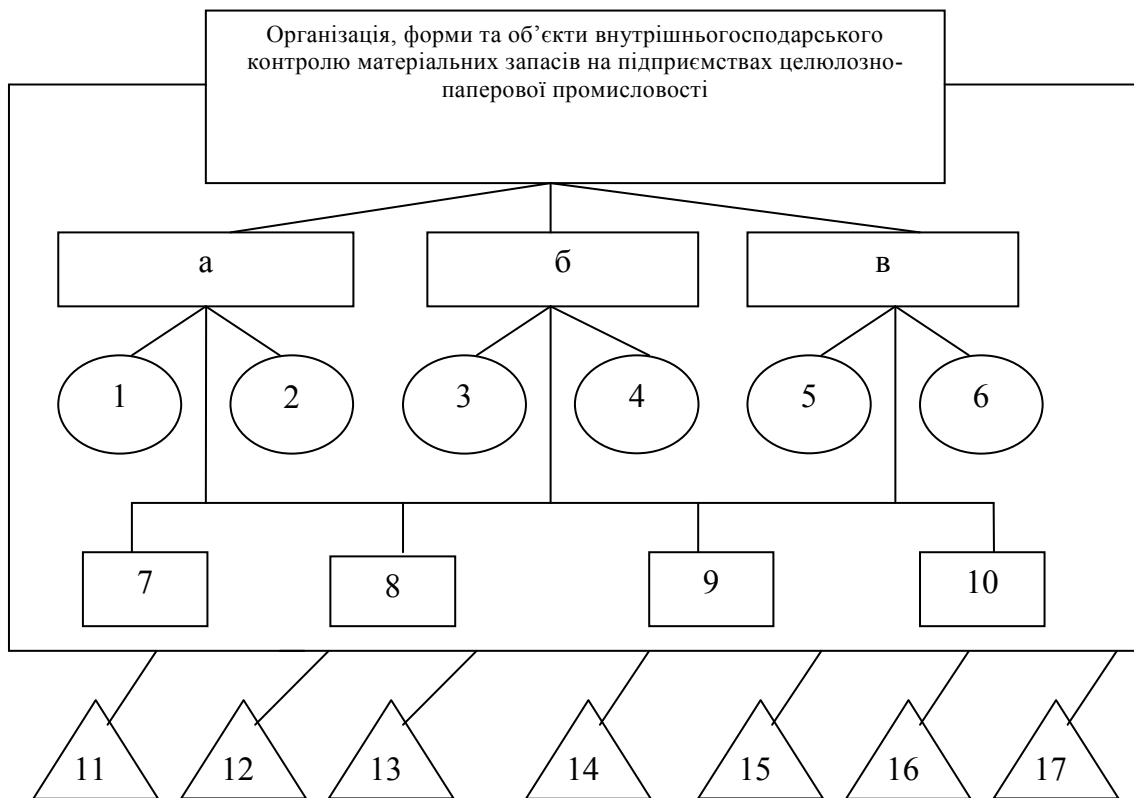 Організація, форми та об’єкти внутрішньогосподарського
контролю матеріальних запасів на підприємствах целюлозно-
паперової промисловості
а б в
1 2 3 4 5 6
7 8 9 10
11 12 13 14 15 16 17